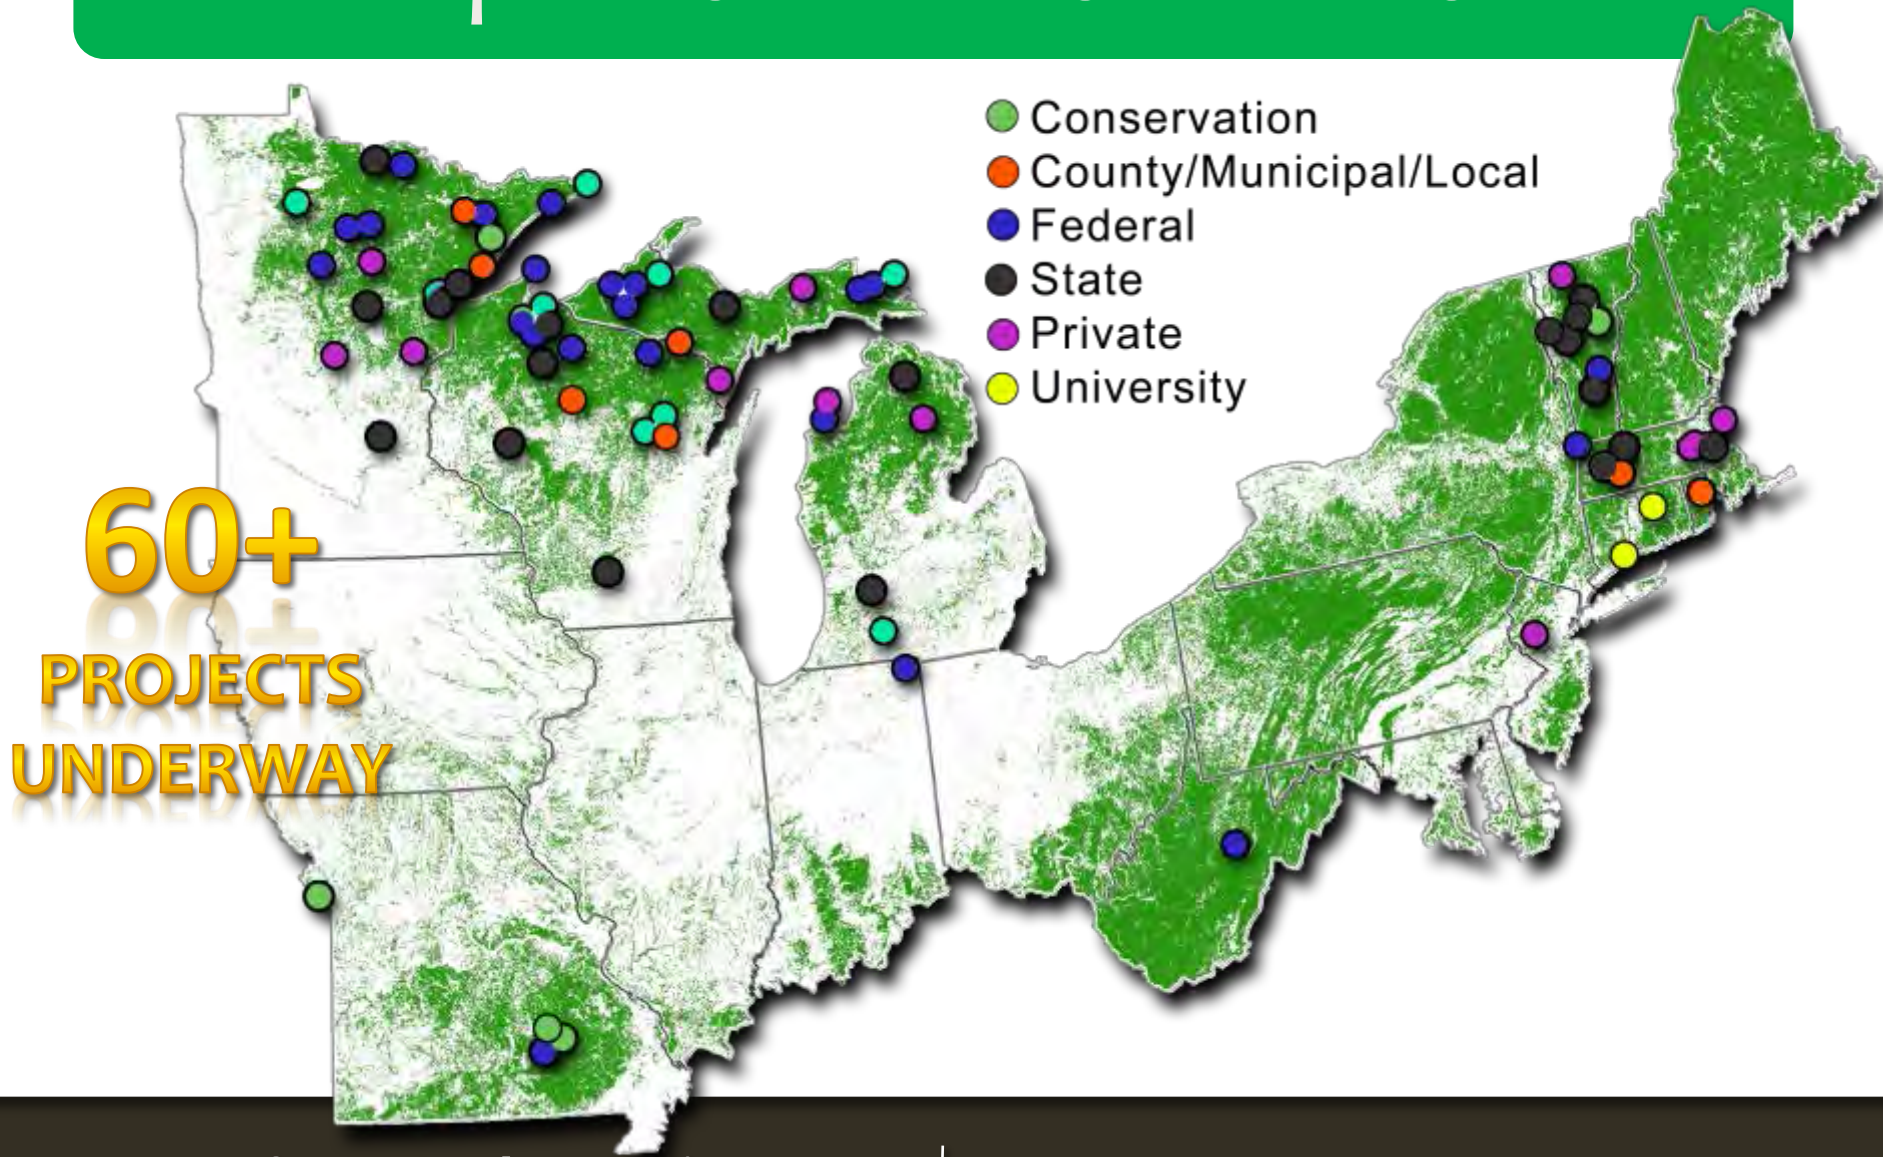 Conservation
County/Municipal/Local
Federal
State
Private
University
60+
PROJECTS
UNDERWAY